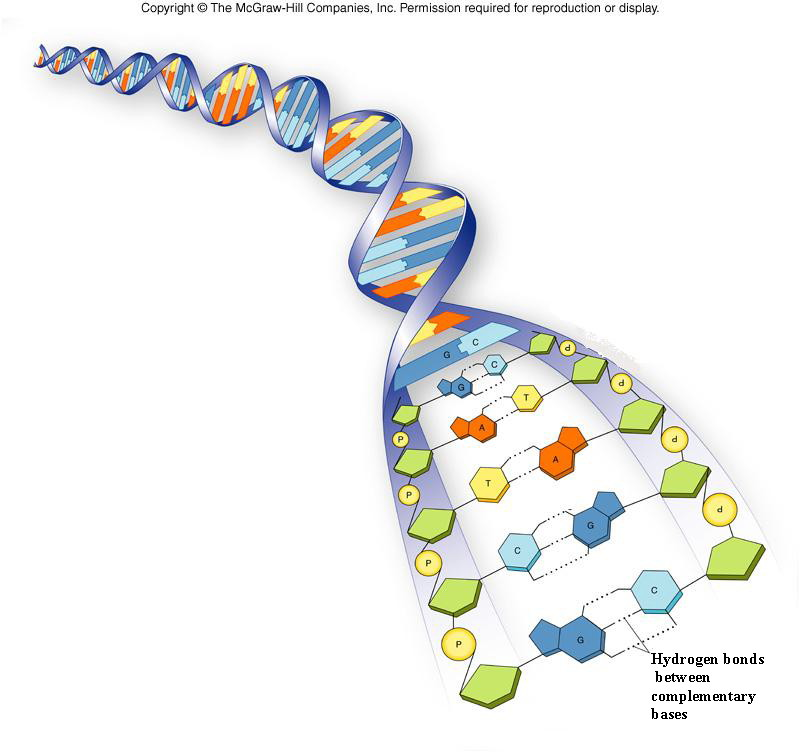 Copyright © The McGraw-Hill Companies, Inc. Permission required for reproduction or display.
G C
G C P
A T P
P
T A P
P
C G P
P
C
P G
Hydrogen bonds
between
complementary
bases